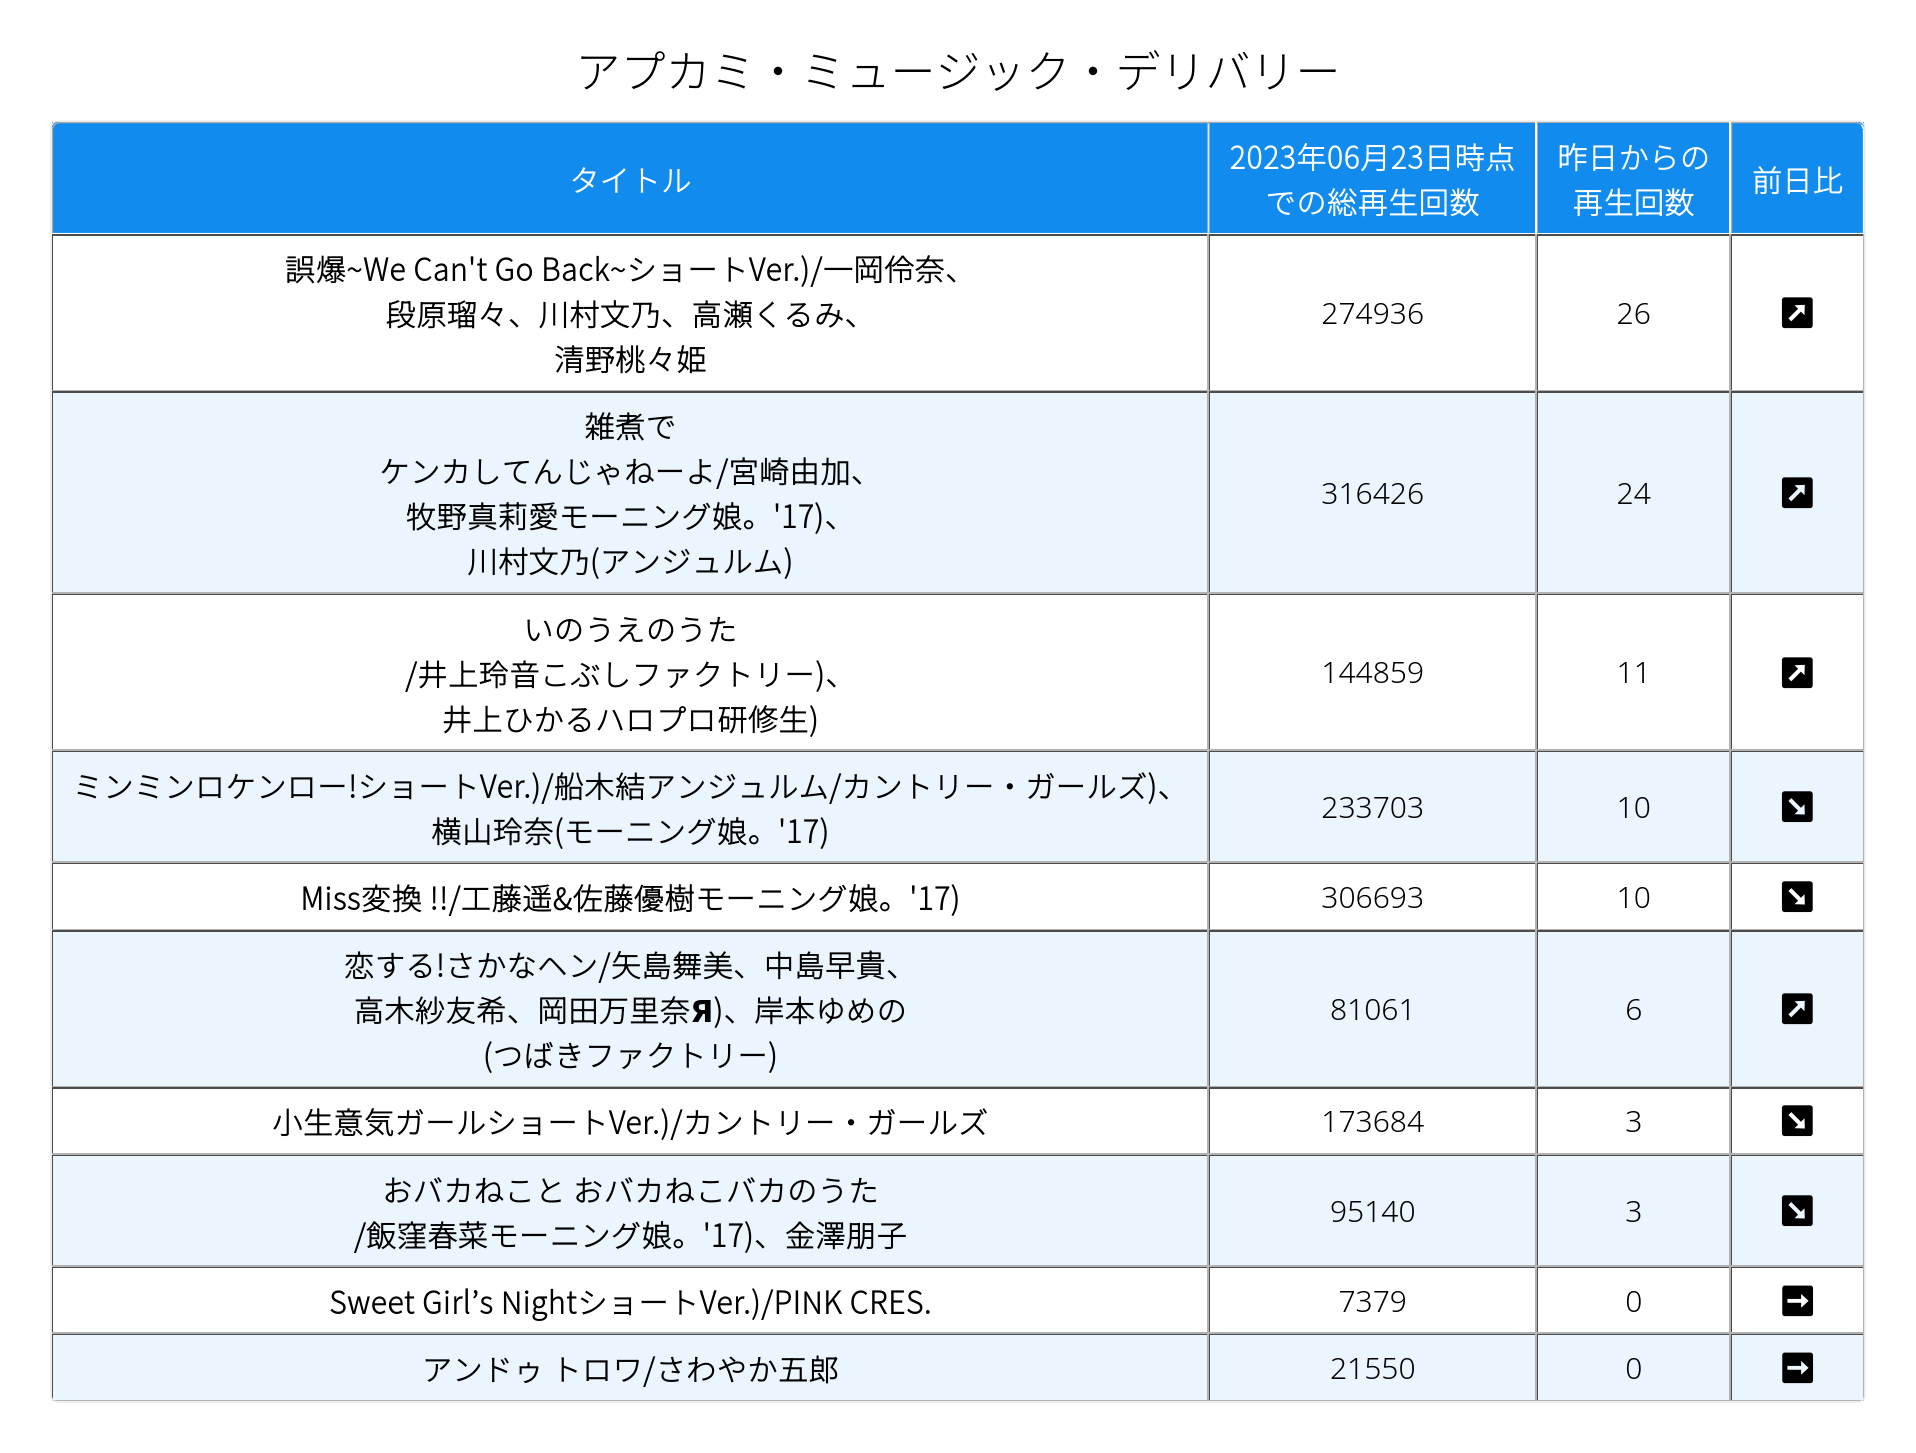 アプカミ・ミュージック・デリバリー
タイトル
2023年06月23日時点
での総再生回数
昨日からの
再生回数
前日比
誤爆~We Can't Go Back~ショートVer.)/一岡伶奈、
段原瑠々、川村文乃、高瀬くるみ、
清野桃々姫
274936
26
雑煮で
ケンカしてんじゃねーよ/宮崎由加、
牧野真莉愛モーニング娘。'17)、
川村文乃(アンジュルム)
316426
24
いのうえのうた
/井上玲音こぶしファクトリー)、
井上ひかるハロプロ研修生)
144859
11
ミンミンロケンロー!ショートVer.)/船木結アンジュルム/カントリー・ガールズ)、
横山玲奈(モーニング娘。'17)
233703
10
Miss変換 !!/工藤遥&佐藤優樹モーニング娘。'17)
306693
10
恋する!さかなヘン/矢島舞美、中島早貴、
高木紗友希、岡田万里奈Я)、岸本ゆめの
(つばきファクトリー)
81061
6
小生意気ガールショートVer.)/カントリー・ガールズ
173684
3
おバカねこと おバカねこバカのうた
/飯窪春菜モーニング娘。'17)、金澤朋子
95140
3
Sweet Girl’s NightショートVer.)/PINK CRES.
7379
0
アンドゥ トロワ/さわやか五郎
21550
0